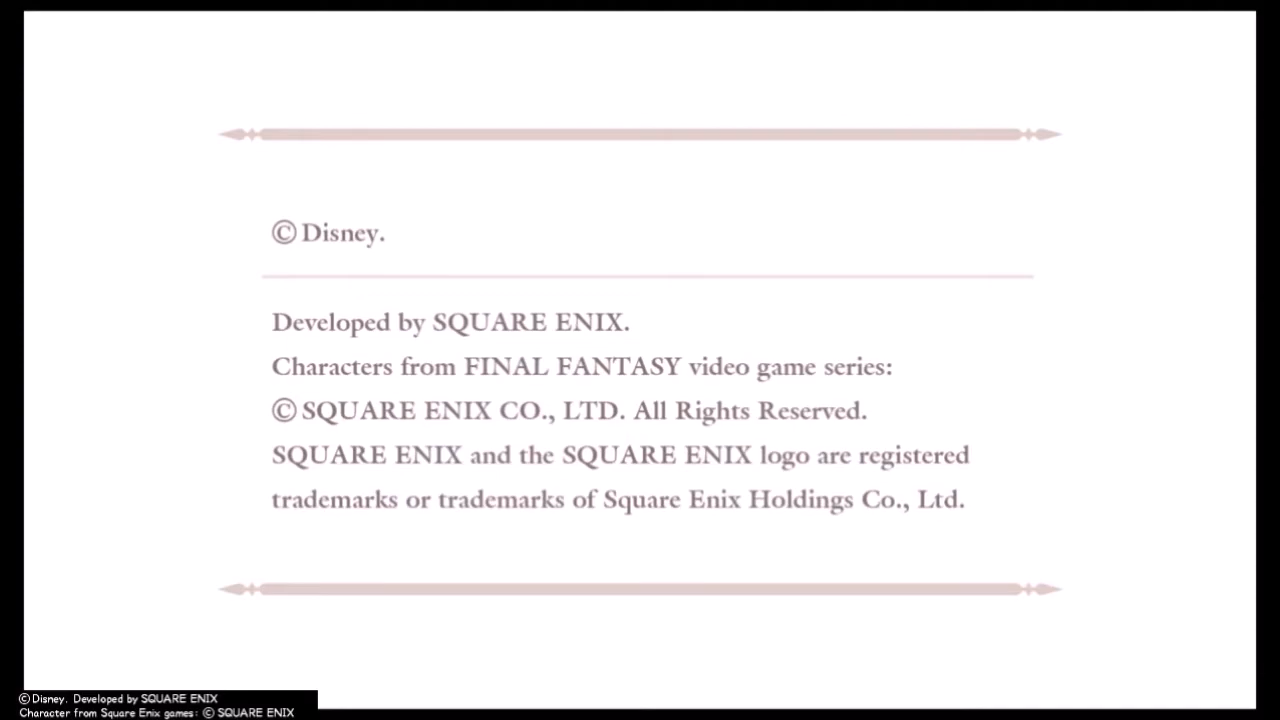 © Disney.
Developed by SQUARE ENIX.
Characters from FINAL FANTASY video game series:
© SQUARE ENIX CO., LTD. All Rights Reserved.
SQUARE ENIX and the SQUARE ENIX logo are registered
trademarks or trademarks of Square Enix Holdings Co., Ltd.
© Disney. Developed by SQUARE ENIX
Character from Square Enix games: © SQUARE ENIX